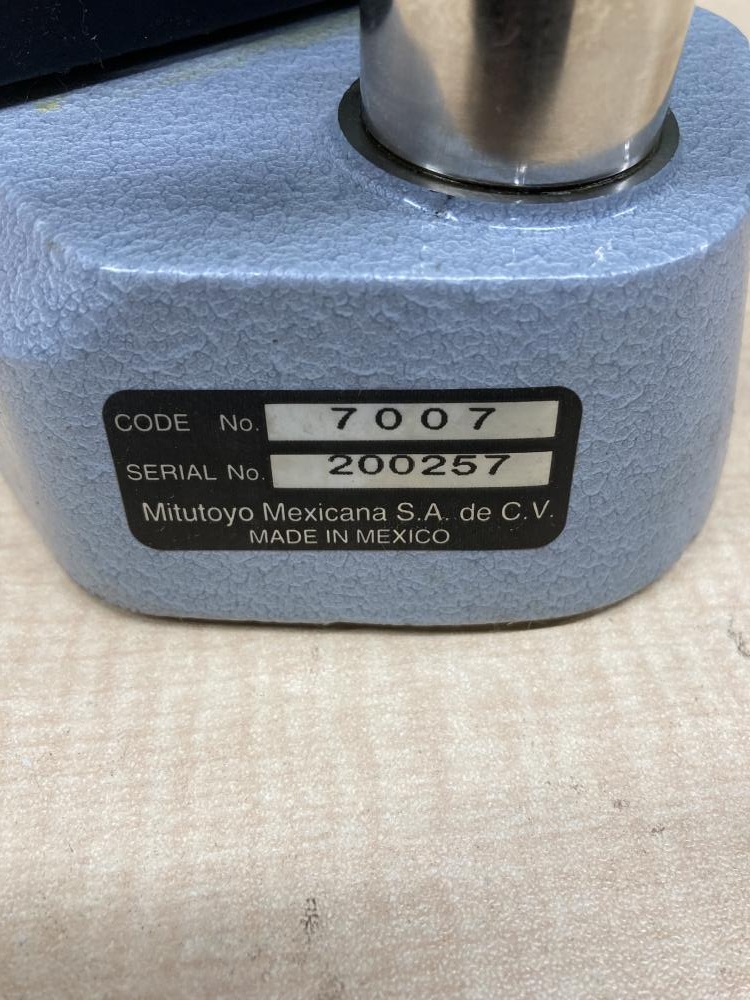 CODE No. 7007
SERIAL No. 200257
Mitutoyo Mexicana S.A. de C.V.
MADE IN MEXICO